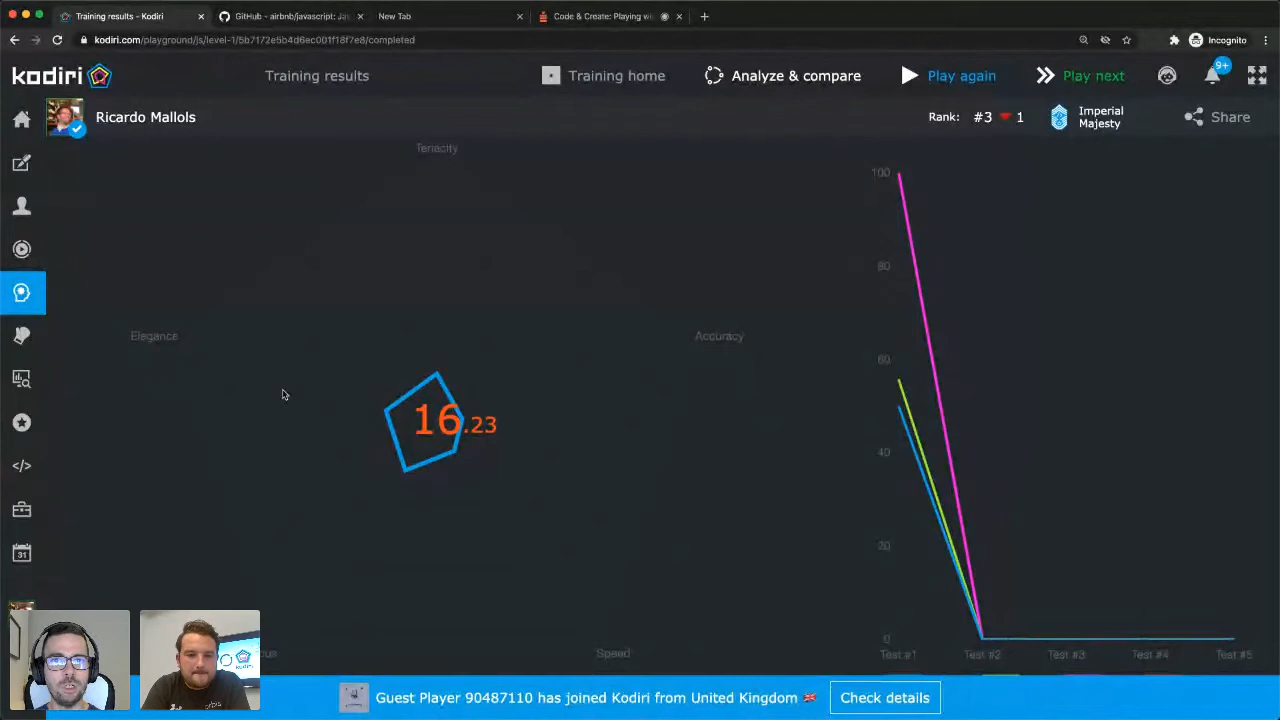 Training results - Kodiri
GitHub - airbnb/javascript: Jav
New Tab
Code & Create: Playing wi
kodiri.com/playground/js/level-1/5b7172e5b4d6ec001f18f7e8/completed
Incognito
kodiri
Training results
Training home
Analyze & compare
Play again
Play next
9+
Ricardo Mallols
Rank: #3 1
Imperial Majesty
Share
Tenacity
Elegance
Accuracy
16.23
Speed
100
80
60
40
20
0
Test #1
Test #2
Test #3
Test #4
Test #5
31
kodiri
Guest Player 90487110 has joined Kodiri from United Kingdom
Check details